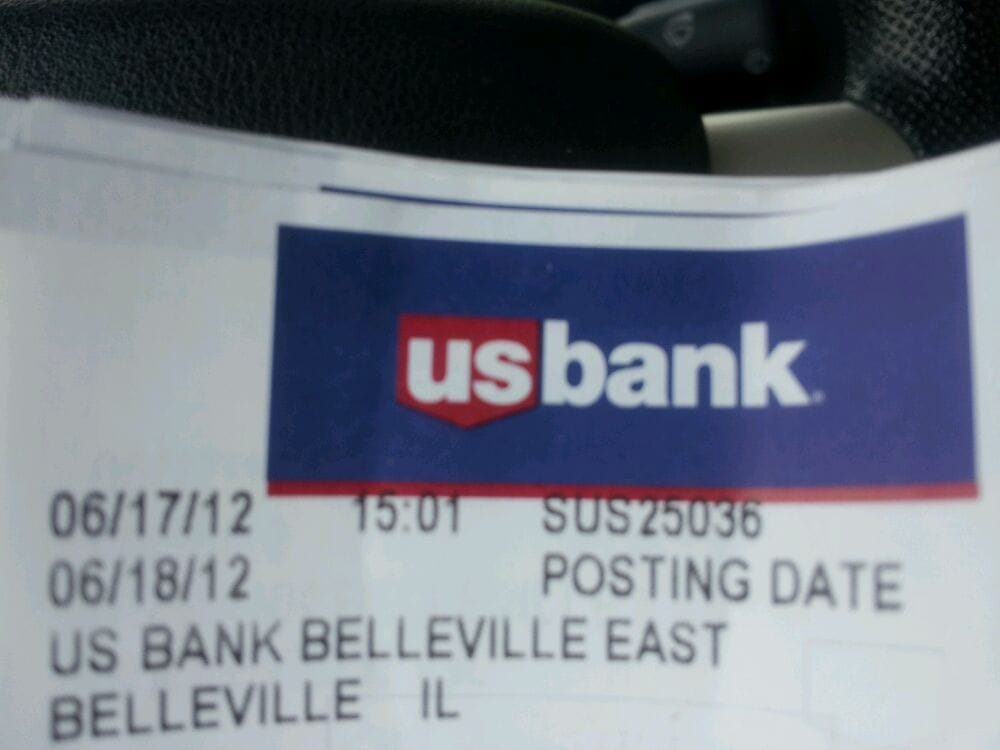 usbank.
06/17/12 15:01 SUS25036
06/18/12 POSTING DATE
US BANK BELLEVILLE EAST
BELLEVILLE IL